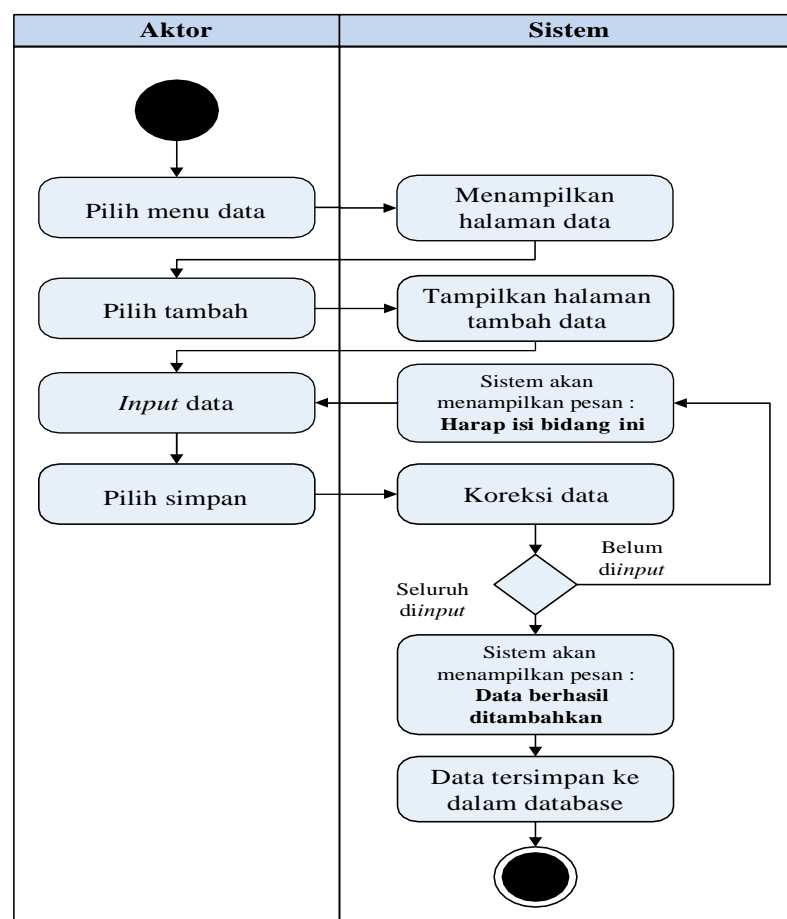 Aktor
Sistem
Pilih menu data
Menampilkan
halaman data
Pilih tambah
Tampilkan halaman
tambah data
Input data
Sistem akan
menampilkan pesan :
Harap isi bidang ini
Pilih simpan
Koreksi data
Belum
diinput
Seluruh
diinput
Sistem akan
menampilkan pesan :
Data berhasil
ditambahkan
Data tersimpan ke
dalam database